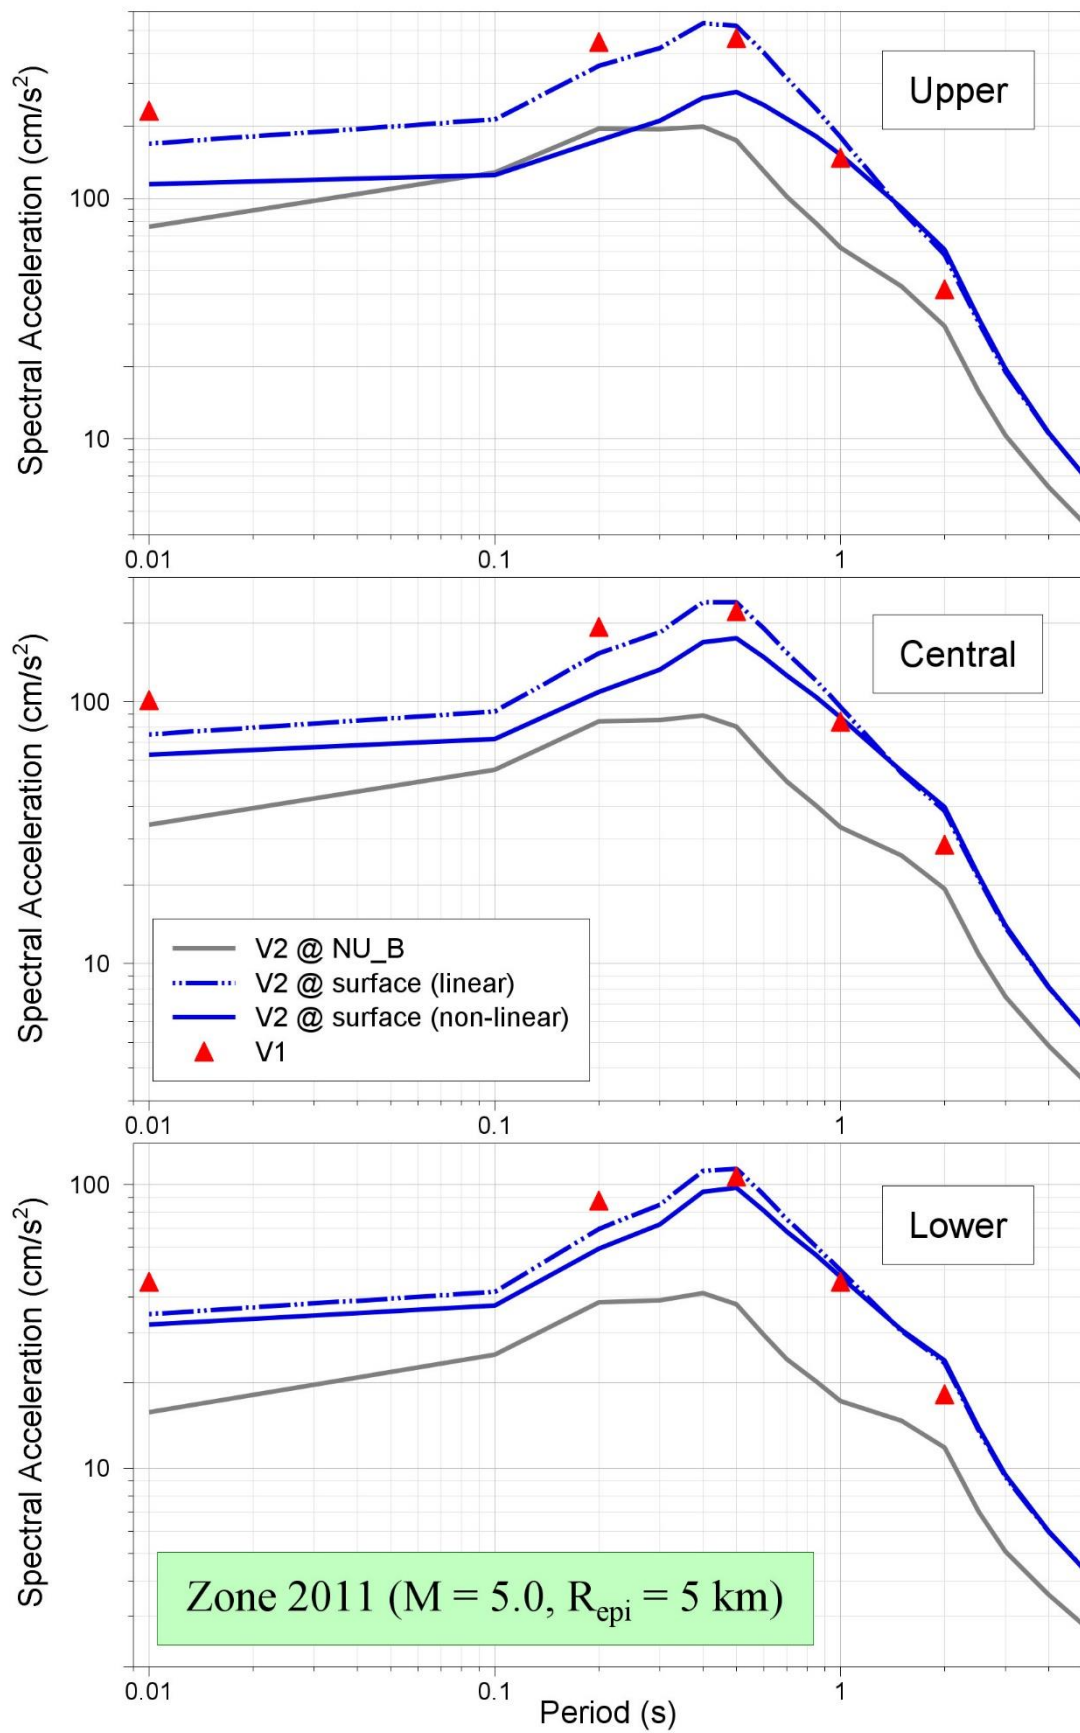 Spectral Acceleration (cm/s²)
100
10
Upper
0.01 0.1 1
Spectral Acceleration (cm/s²)
100
10
Central
V2 @ NU_B
V2 @ surface (linear)
V2 @ surface (non-linear)
V1
0.01 0.1 1
Spectral Acceleration (cm/s²)
100
10
Lower
Zone 2011 (M = 5.0, Repi = 5 km)
0.01 0.1 1
Period (s)